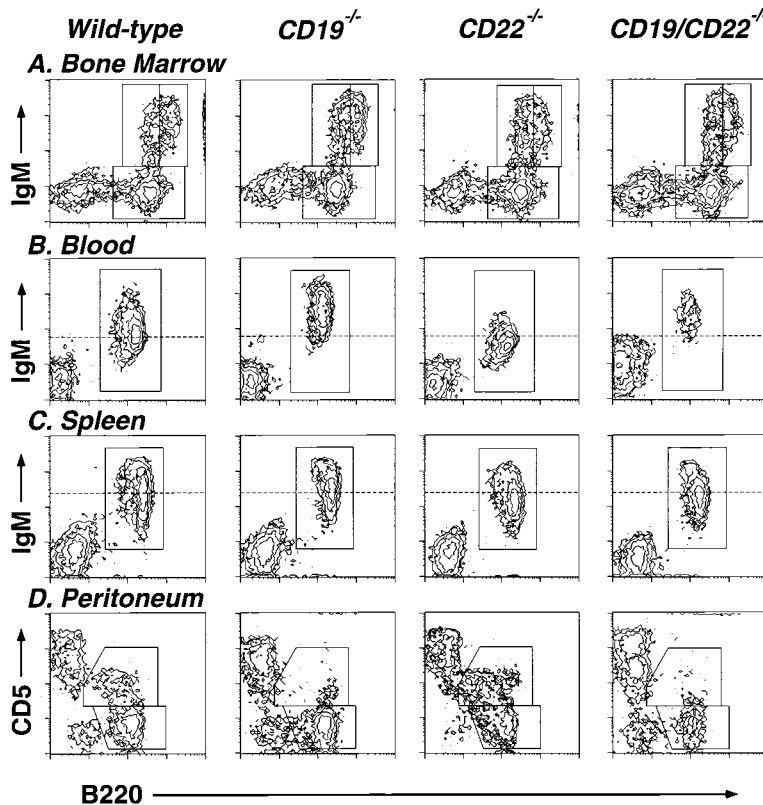 Wild-type CD19-/- CD22-/- CD19/CD22-/-
A. Bone Marrow
IgM
B. Blood
IgM
C. Spleen
IgM
D. Peritoneum
CD5
B220